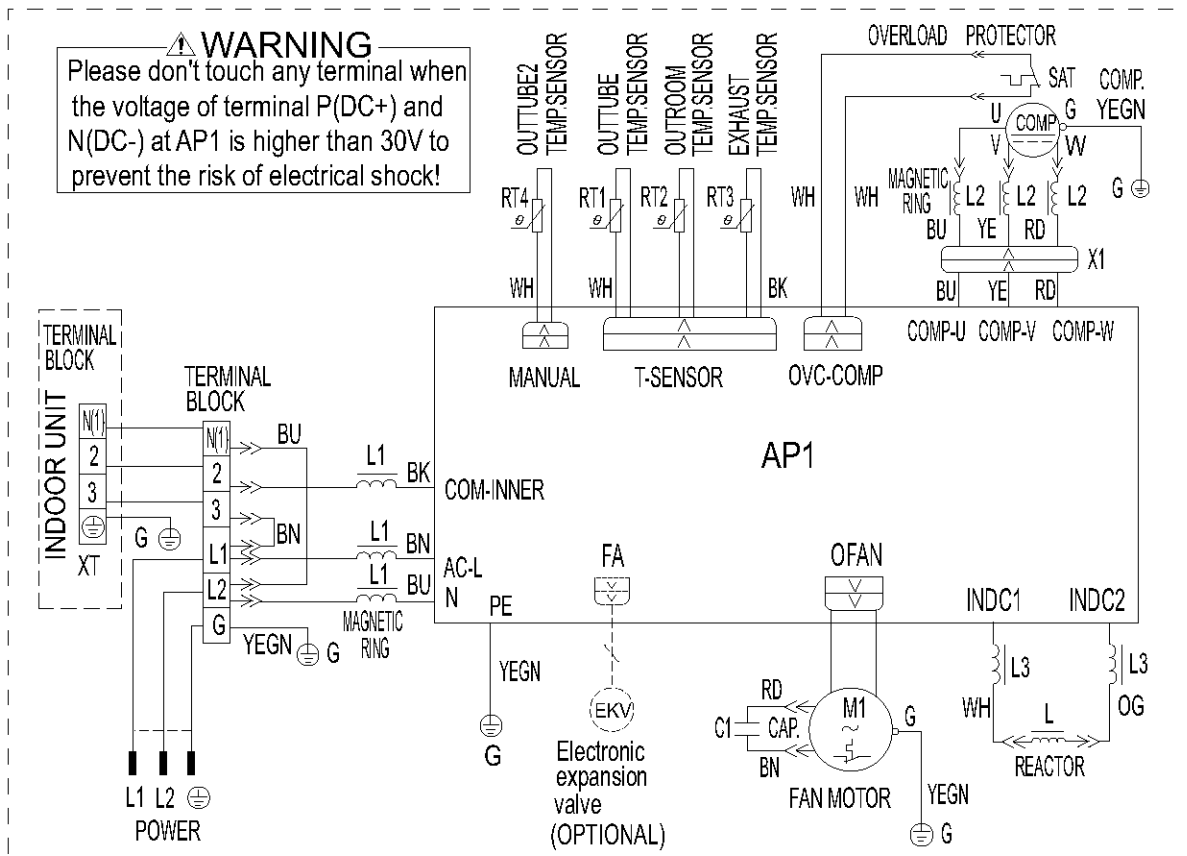 WARNING
Please don't touch any terminal when
the voltage of terminal P(DC+) and
N(DC-) at AP1 is higher than 30V to
prevent the risk of electrical shock!
OUTTUBE2
TEMP.SENSOR
OUTTUBE
TEMP.SENSOR
OUTROOM
TEMP.SENSOR
EXHAUST
TEMP.SENSOR
OVERLOAD PROTECTOR
SAT
COMP.
YEGN
U
COMP
G
V
W
RT4
θ
RT1
θ
RT2
θ
RT3
θ
WH
WH
MAGNETIC
RING
L2
L2
L2
G
BU
YE
RD
X1
WH
WH
BK
BU
YE
RD
MANUAL
T-SENSOR
OVC-COMP
COMP-U
COMP-V
COMP-W
AP1
TERMINAL
BLOCK
INDOOR UNIT
N(1)
2
3
XT
G
TERMINAL
BLOCK
N(1)
2
3
L1
L2
G
BU
BN
L1
BK
COM-INNER
L1
BN
AC-L
L1
BU
N
MAGNETIC
RING
YEGN
G
PE
YEGN
G
FA
EKV
Electronic
expansion
valve
(OPTIONAL)
OFAN
RD
C1
CAP.
BN
M1
~
G
FAN MOTOR
YEGN
G
INDC1
INDC2
L3
L3
WH
OG
L
REACTOR
L1
L2
POWER